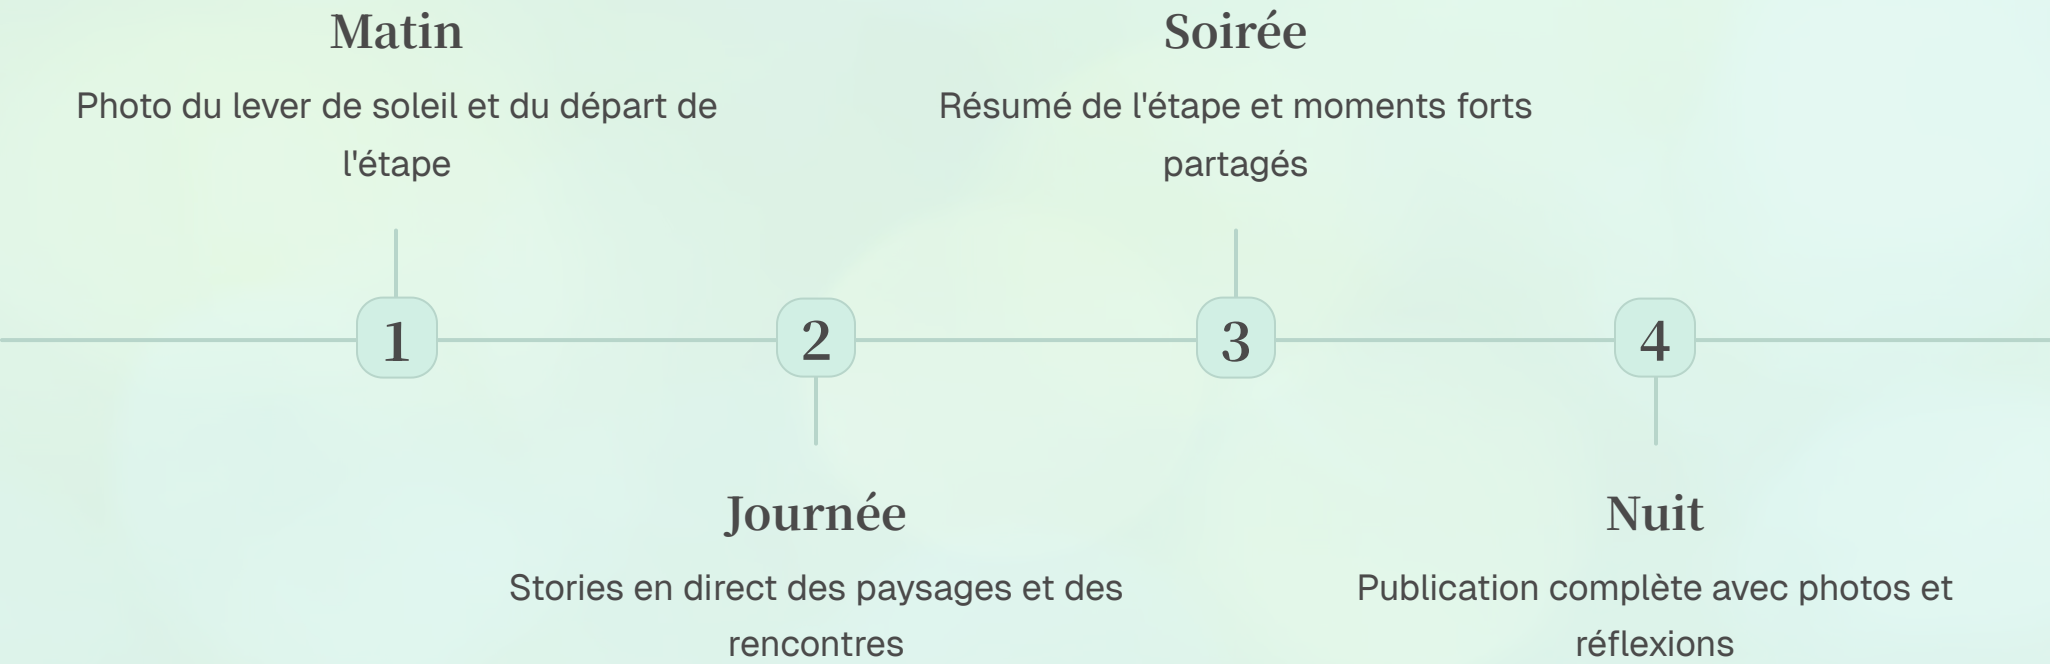 Matin
Photo du lever de soleil et du départ de
l'étape
1
2
Journée
Stories en direct des paysages et des
rencontres
Soirée
Résumé de l'étape et moments forts
partagés
3
4
Nuit
Publication complète avec photos et
réflexions